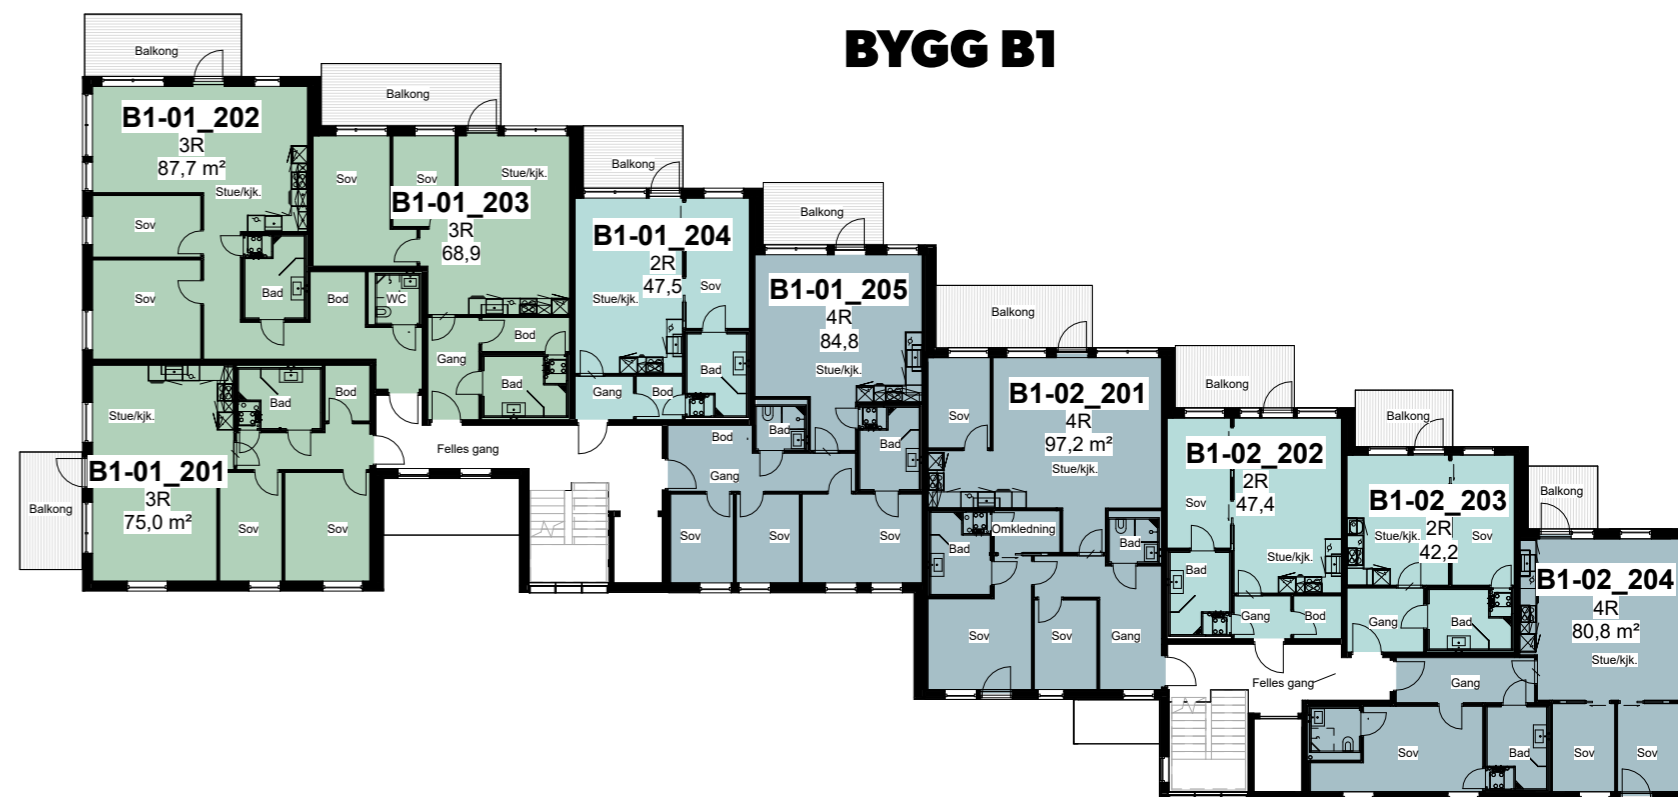 BYGG B1
Balkong
B1-01_202
3R
87,7 m²
Stue/kjk.
Sov
Sov
Bad
Bod
WC
Balkong
Sov
Sov
Stue/kjk.
B1-01_203
3R
68,9
Gang
Bod
Bad
Balkong
B1-01_204
2R
47,5
Stue/kjk.
Sov
Bad
Gang
Bod
Balkong
B1-01_205
4R
84,8
Stue/kjk.
Bad
Bad
Bod
Gang
Sov
Sov
Sov
Stue/kjk.
Bad
Bod
B1-01_201
3R
75,0 m²
Balkong
Sov
Sov
Felles gang
Balkong
Sov
B1-02_201
4R
97,2 m²
Stue/kjk.
Omkledning
Bad
Bad
Sov
Sov
Gang
Balkong
B1-02_202
2R
47,4
Sov
Stue/kjk.
Bad
Gang
Bod
Balkong
B1-02_203
2R
42,2
Stue/kjk.
Sov
Gang
Bad
Balkong
B1-02_204
4R
80,8 m²
Stue/kjk.
Felles gang
Gang
Sov
Bad
Sov
Sov